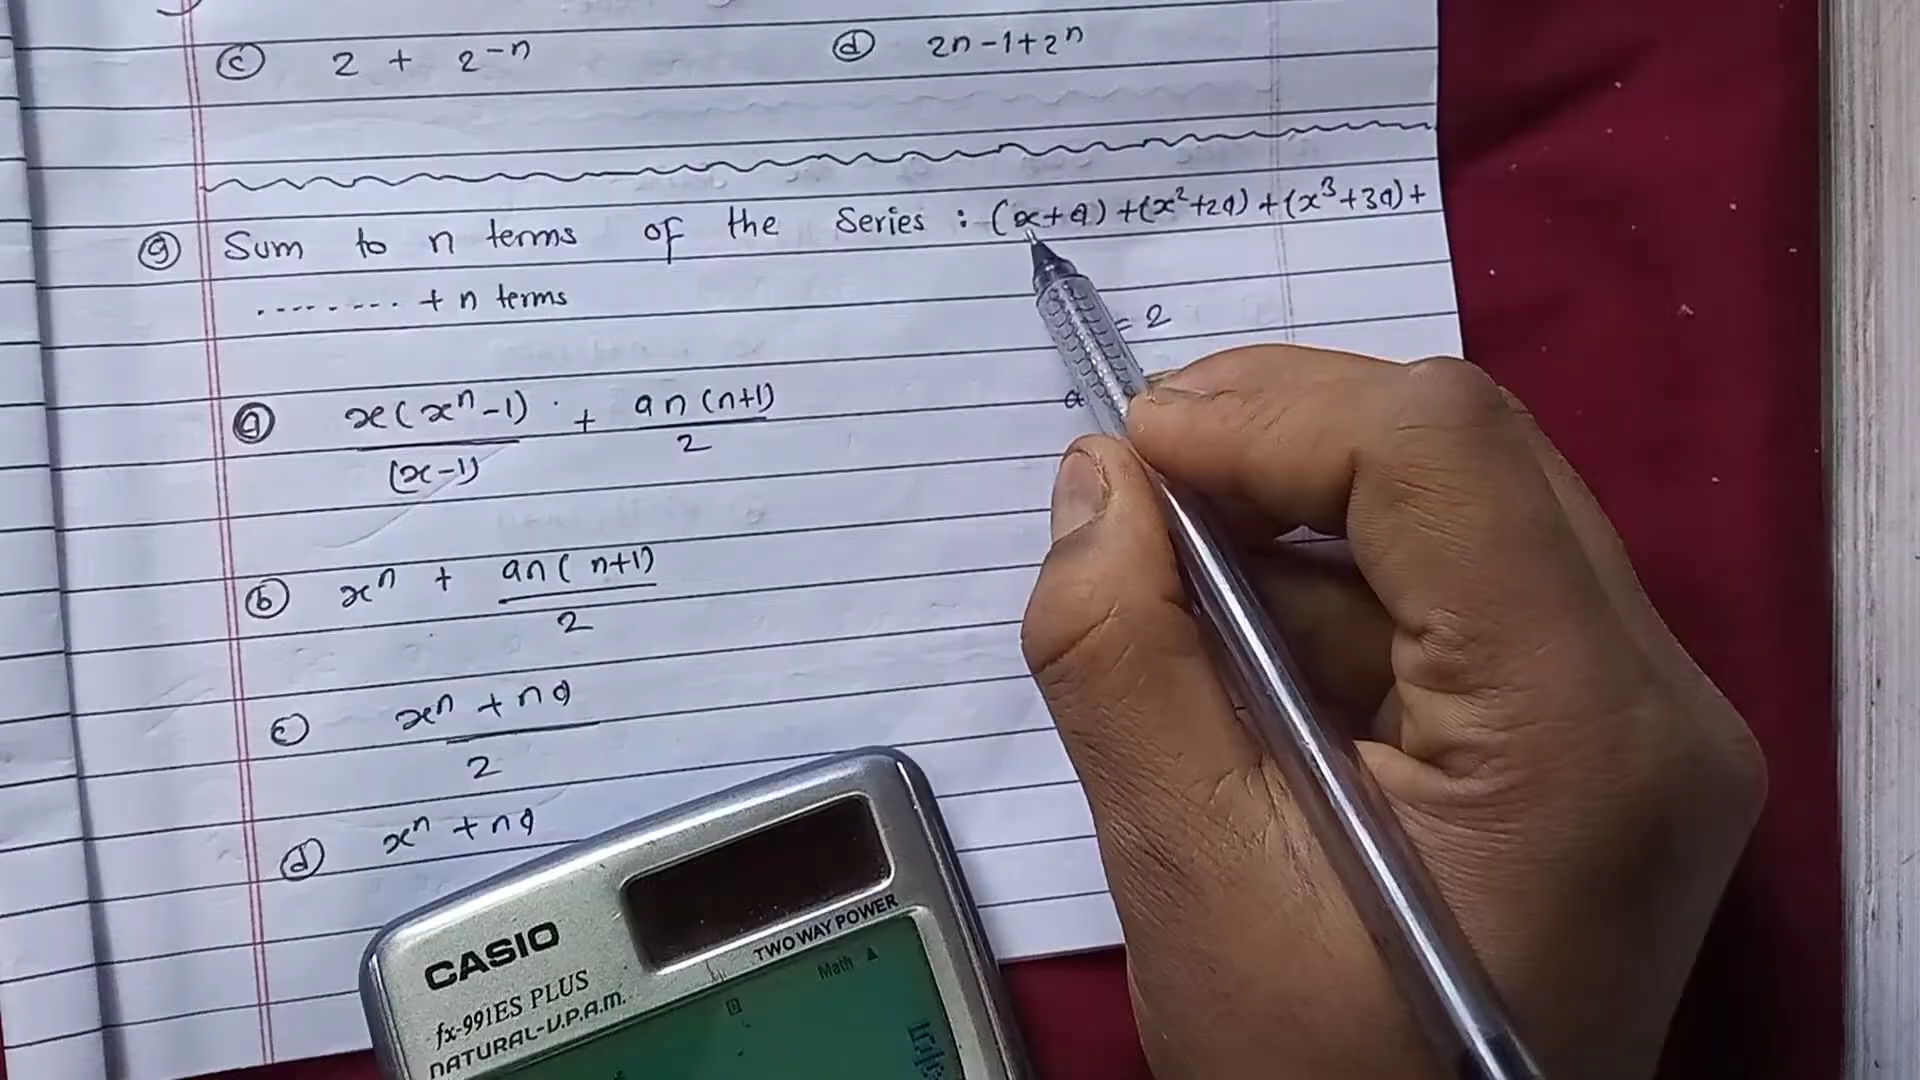 ⓒ 2 + 2⁻ⁿ ⓓ 2n-1+2ⁿ
⑨ Sum to n terms of the Series : (x+a) +(x²+2a) +(x³+3a)+
........ + n terms
= 2
ⓐ x(xⁿ-1)/(x-1) + an(n+1)/2
a
ⓑ xⁿ + an(n+1)/2
ⓒ xⁿ + na/2
ⓓ xⁿ + na
CASIO
fx-991ES PLUS
NATURAL-V.P.A.M.
TWO WAY POWER
Math ▲